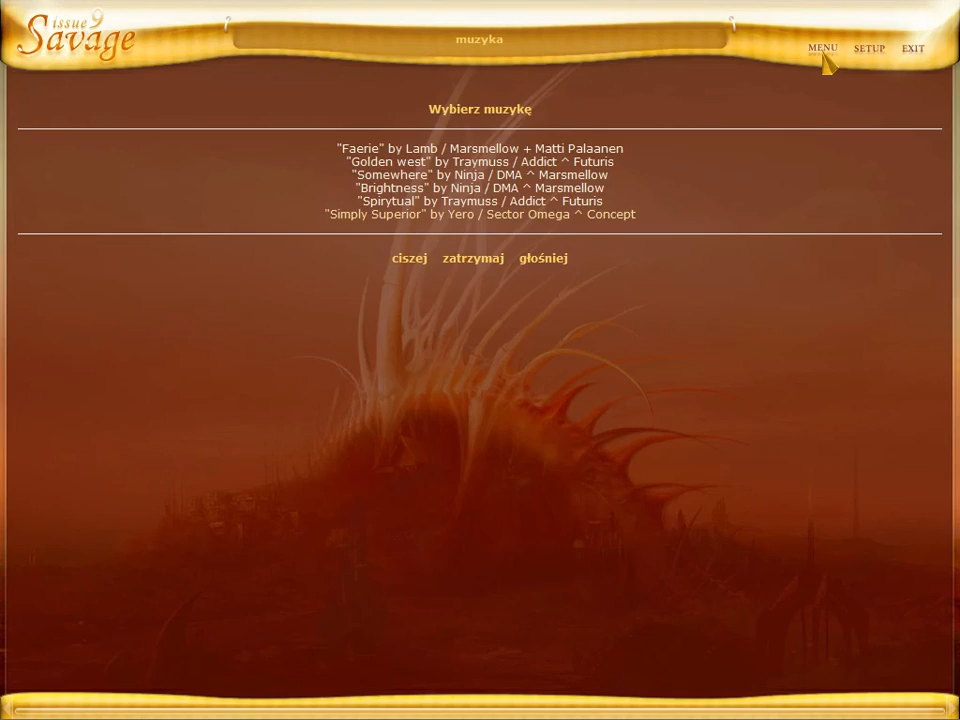 issue 9
Savage
muzyka
MENU SETUP EXIT
Wybierz muzykę
"Faerie" by Lamb / Marsmellow + Matti Palaanen
"Golden west" by Traymuss / Addict ^ Futuris
"Somewhere" by Ninja / DMA ^ Marsmellow
"Brightness" by Ninja / DMA ^ Marsmellow
"Spirytual" by Traymuss / Addict ^ Futuris
"Simply Superior" by Yero / Sector Omega ^ Concept
ciszej zatrzymaj głośniej